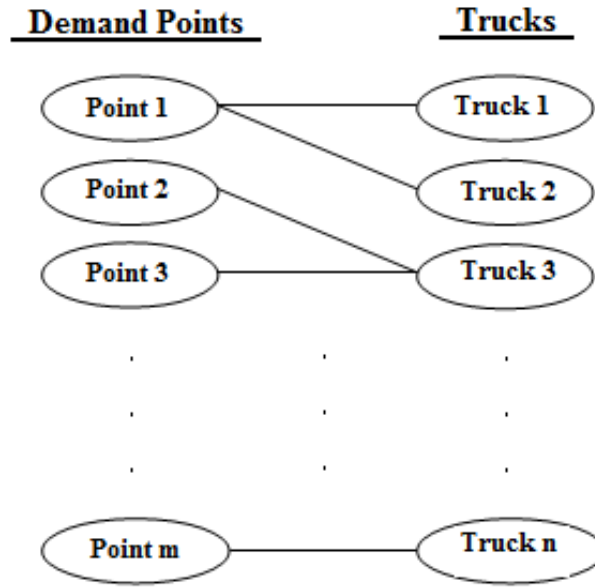 Demand Points Trucks
Point 1 Truck 1
Point 2 Truck 2
Point 3 Truck 3
Point m Truck n